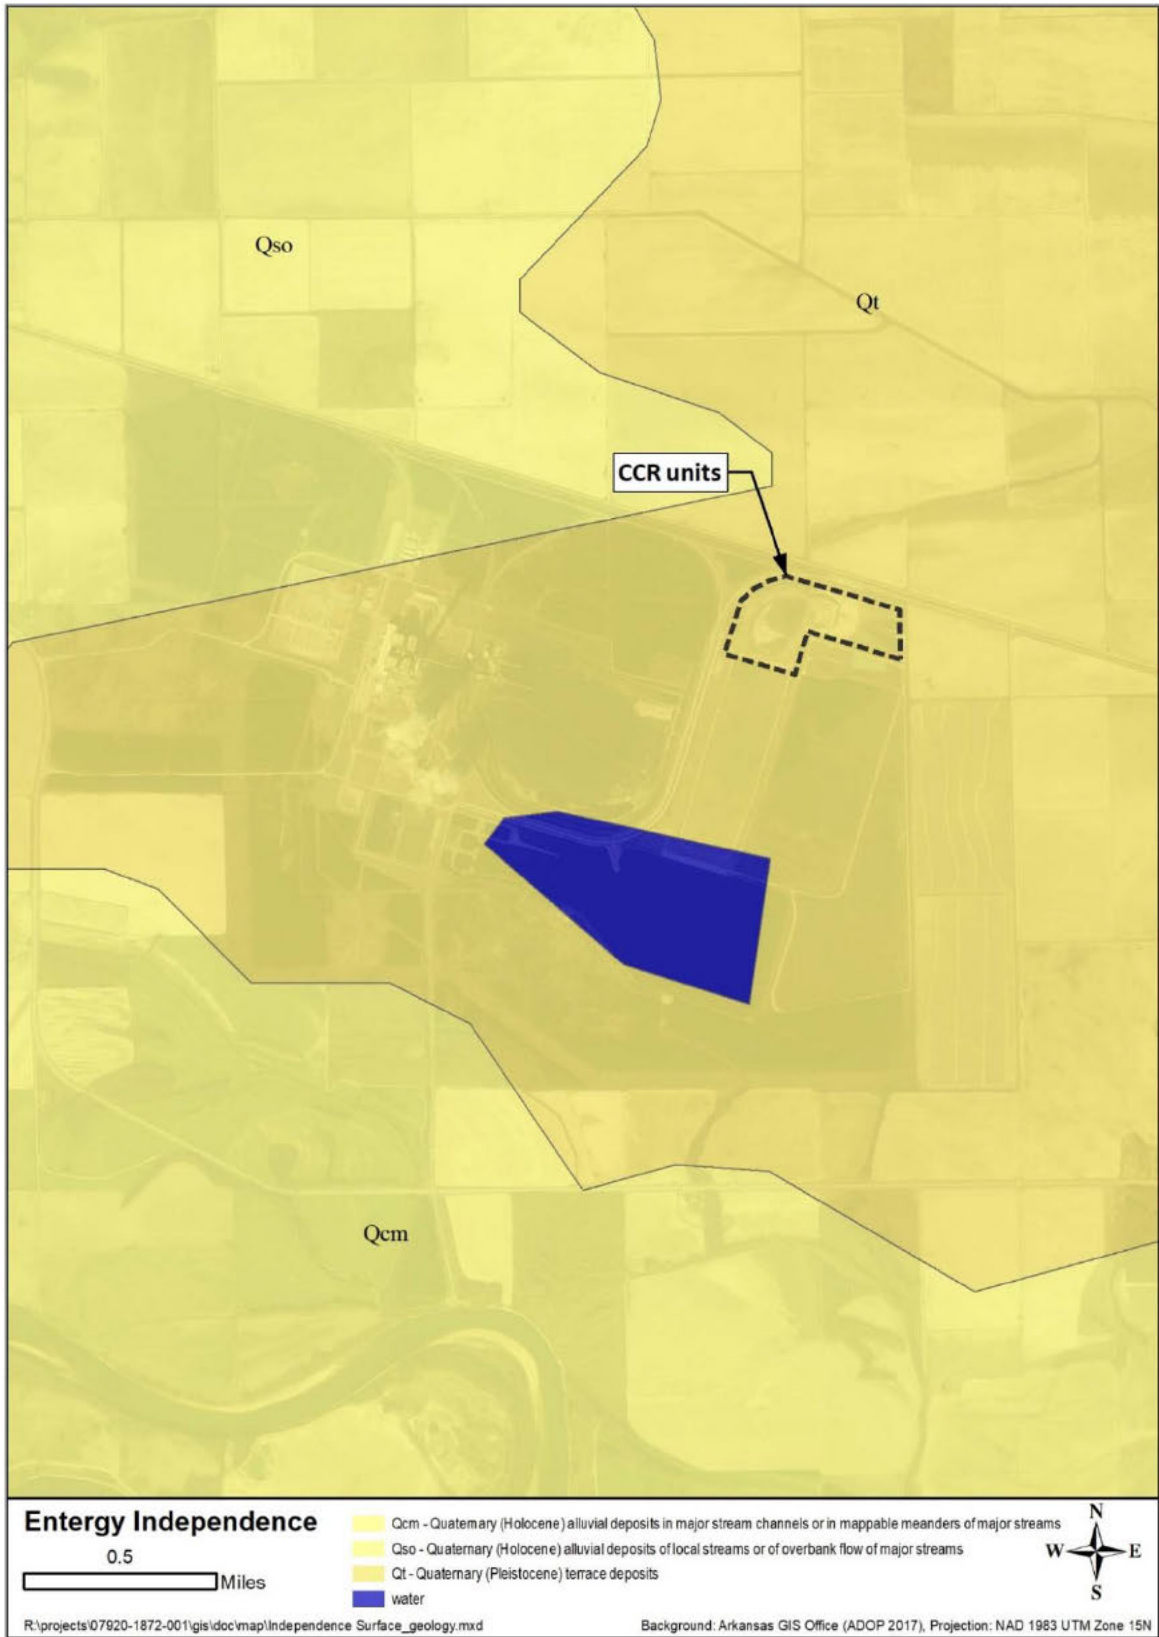 Qso
Qt
CCR units
Qcm
Entergy Independence
0.5
Miles
Qcm - Quaternary (Holocene) alluvial deposits in major stream channels or in mappable meanders of major streams
Qso - Quaternary (Holocene) alluvial deposits of local streams or of overbank flow of major streams
Qt - Quaternary (Pleistocene) terrace deposits
water
N
W E
S
R:\projects\07920-1872-001\gis\doc\map\Independence Surface_geology.mxd
Background: Arkansas GIS Office (ADOP 2017), Projection: NAD 1983 UTM Zone 15N